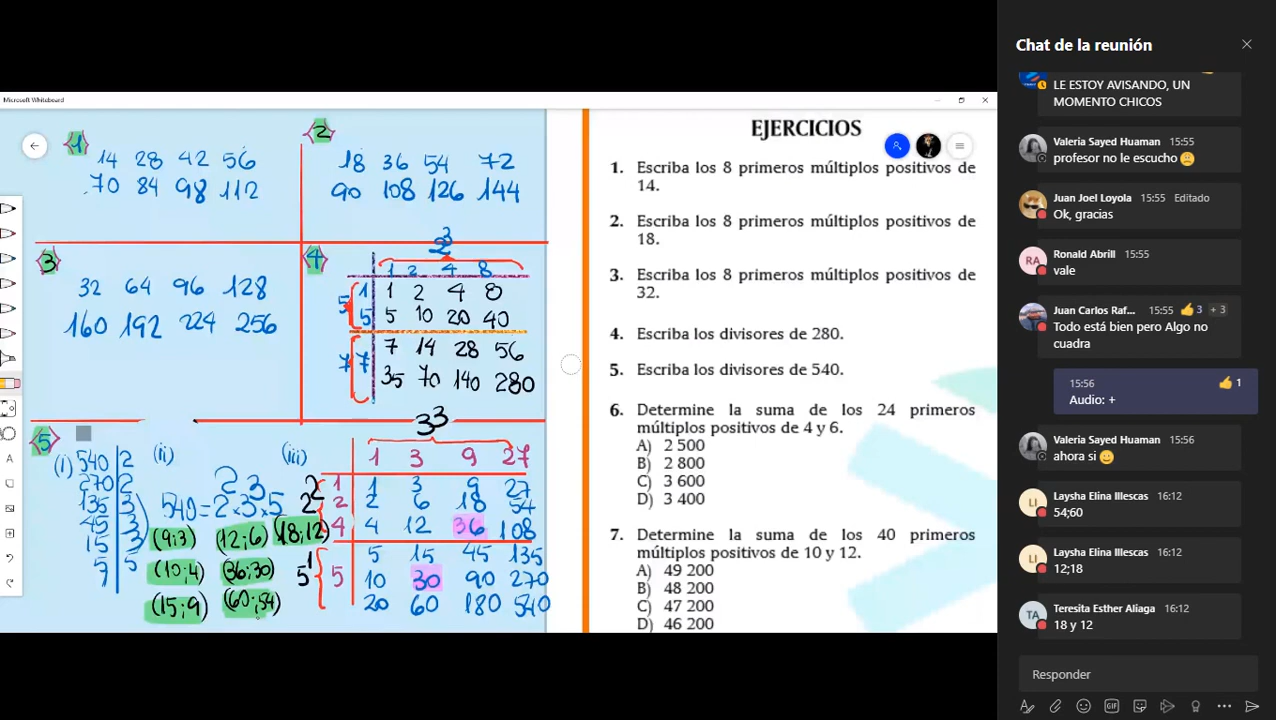 Microsoft Whiteboard
1
14 28 42 56
70 84 98 112
2
18 36 54 72
90 108 126 144
3
32 64 96 128
160 192 224 256
4
2³
1 2 4 8
5 1 1 2 4 8
5 5 10 20 40
7 7 7 14 28 56
35 70 140 280
5
(i) 540 2
270 2
135 3
45 3
15 3
5 5
(ii)
540=2²×3³×5
(9;3) (12;6) (18;12)
(10;4) (36;30)
(15;9) (60;54)
(iii)
3³
1 3 9 27
2² 1 1 3 9 27
2 2 6 18 54
4 4 12 36 108
5¹ 5 5 15 45 135
10 30 90 270
20 60 180 540
EJERCICIOS
1. Escriba los 8 primeros múltiplos positivos de
14.
2. Escriba los 8 primeros múltiplos positivos de
18.
3. Escriba los 8 primeros múltiplos positivos de
32.
4. Escriba los divisores de 280.
5. Escriba los divisores de 540.
6. Determine la suma de los 24 primeros
múltiplos positivos de 4 y 6.
A) 2 500
B) 2 800
C) 3 600
D) 3 400
7. Determine la suma de los 40 primeros
múltiplos positivos de 10 y 12.
A) 49 200
B) 48 200
C) 47 200
D) 46 200
Chat de la reunión
LE ESTOY AVISANDO, UN
MOMENTO CHICOS
Valeria Sayed Huaman 15:55
profesor no le escucho
Juan Joel Loyola 15:55 Editado
Ok, gracias
RA
Ronald Abrill 15:55
vale
Juan Carlos Raf... 15:55 3 + 3
Todo está bien pero Algo no
cuadra
15:56 1
Audio: +
Valeria Sayed Huaman 15:56
ahora si
LI
Laysha Elina Illescas 16:12
54;60
LI
Laysha Elina Illescas 16:12
12;18
TA
Teresita Esther Aliaga 16:12
18 y 12
Responder
GIF
A